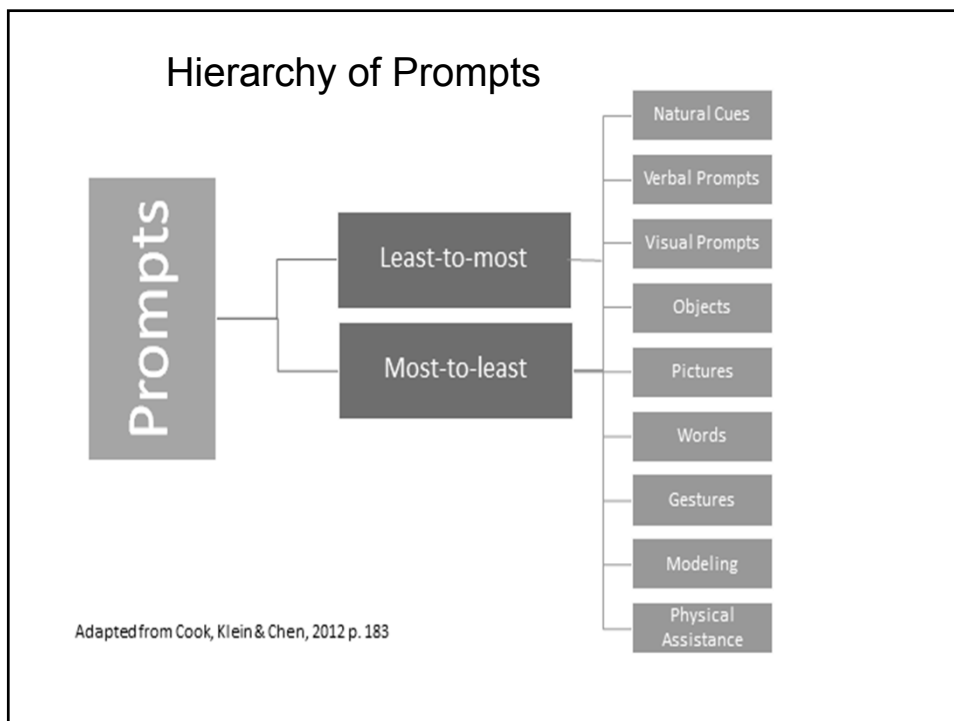 Hierarchy of Prompts
Prompts
Least-to-most
Most-to-least
Natural Cues
Verbal Prompts
Visual Prompts
Objects
Pictures
Words
Gestures
Modeling
Physical
Assistance
Adapted from Cook, Klein & Chen, 2012 p. 183